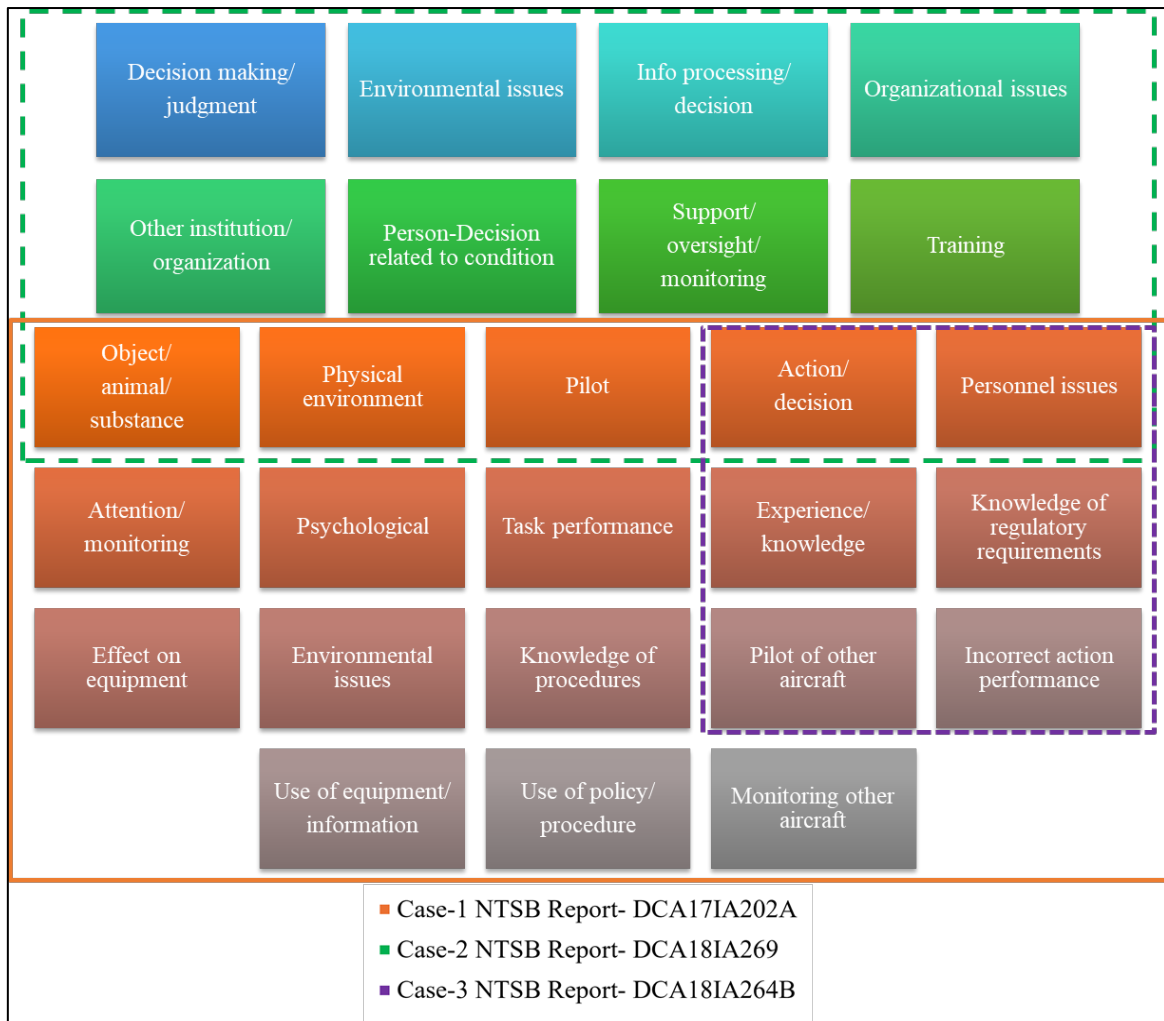 Decision making/
judgment
Environmental issues
Info processing/
decision
Organizational issues
Other institution/
organization
Person-Decision
related to condition
Support/
oversight/
monitoring
Training
Object/
animal/
substance
Physical
environment
Pilot
Action/
decision
Personnel issues
Attention/
monitoring
Psychological
Task performance
Experience/
knowledge
Knowledge of
regulatory
requirements
Effect on
equipment
Environmental
issues
Knowledge of
procedures
Pilot of other
aircraft
Incorrect action
performance
Use of equipment/
information
Use of policy/
procedure
Monitoring other
aircraft
Case-1 NTSB Report- DCA17IA202A
Case-2 NTSB Report- DCA18IA269
Case-3 NTSB Report- DCA18IA264B